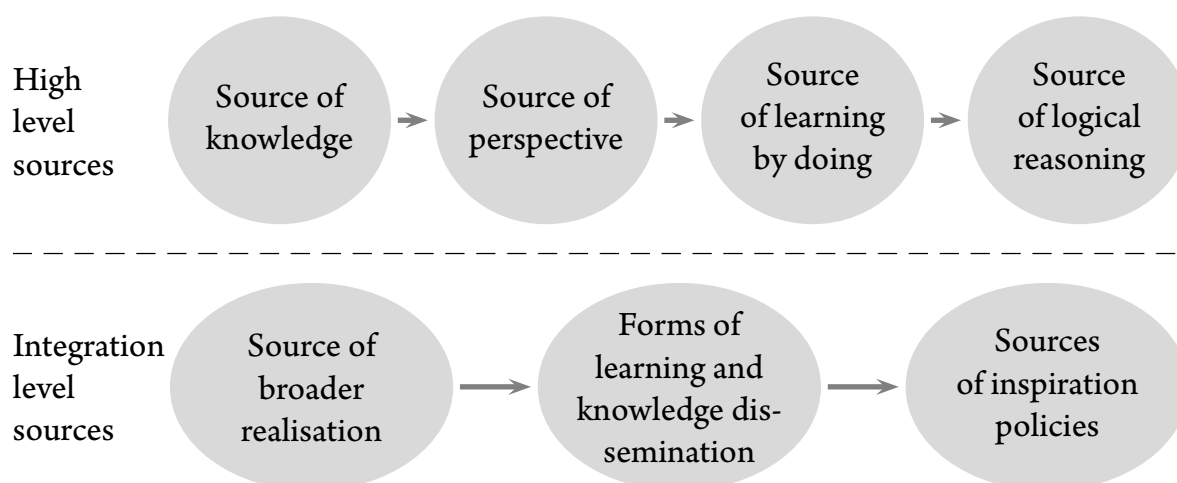 High
level
sources
Source of
knowledge
Source of
perspective
Source
of learning
by doing
Source
of logical
reasoning
Integration
level
sources
Source of
broader
realisation
Forms of
learning and
knowledge dis-
semination
Sources
of inspiration
policies